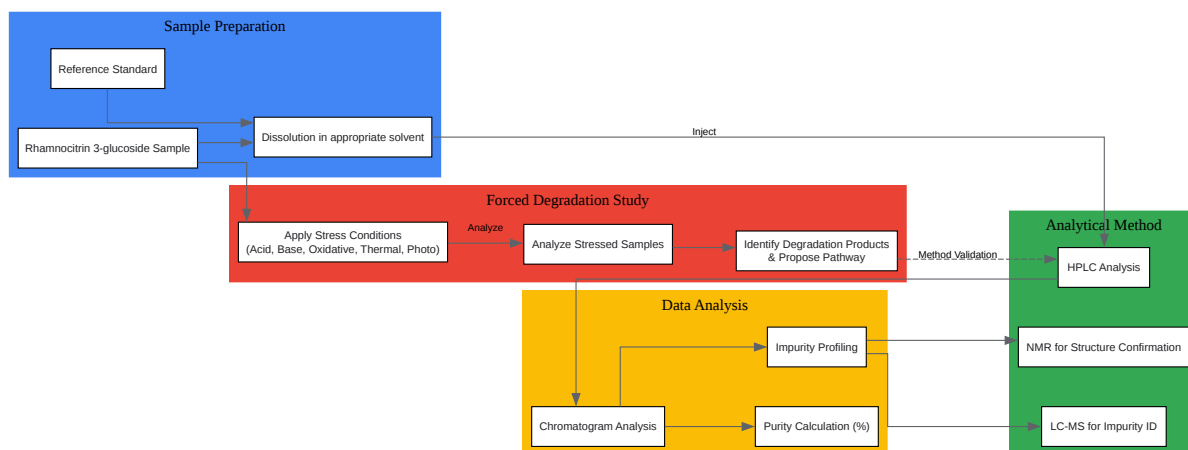 Sample Preparation
Reference Standard
Rhamnocitrin 3-glucoside Sample
Dissolution in appropriate solvent
Inject
Forced Degradation Study
Apply Stress Conditions
(Acid, Base, Oxidative, Thermal, Photo)
Analyze
Analyze Stressed Samples
Identify Degradation Products
& Propose Pathway
Method Validation
Analytical Method
HPLC Analysis
NMR for Structure Confirmation
LC-MS for Impurity ID
Data Analysis
Impurity Profiling
Chromatogram Analysis
Purity Calculation (%)